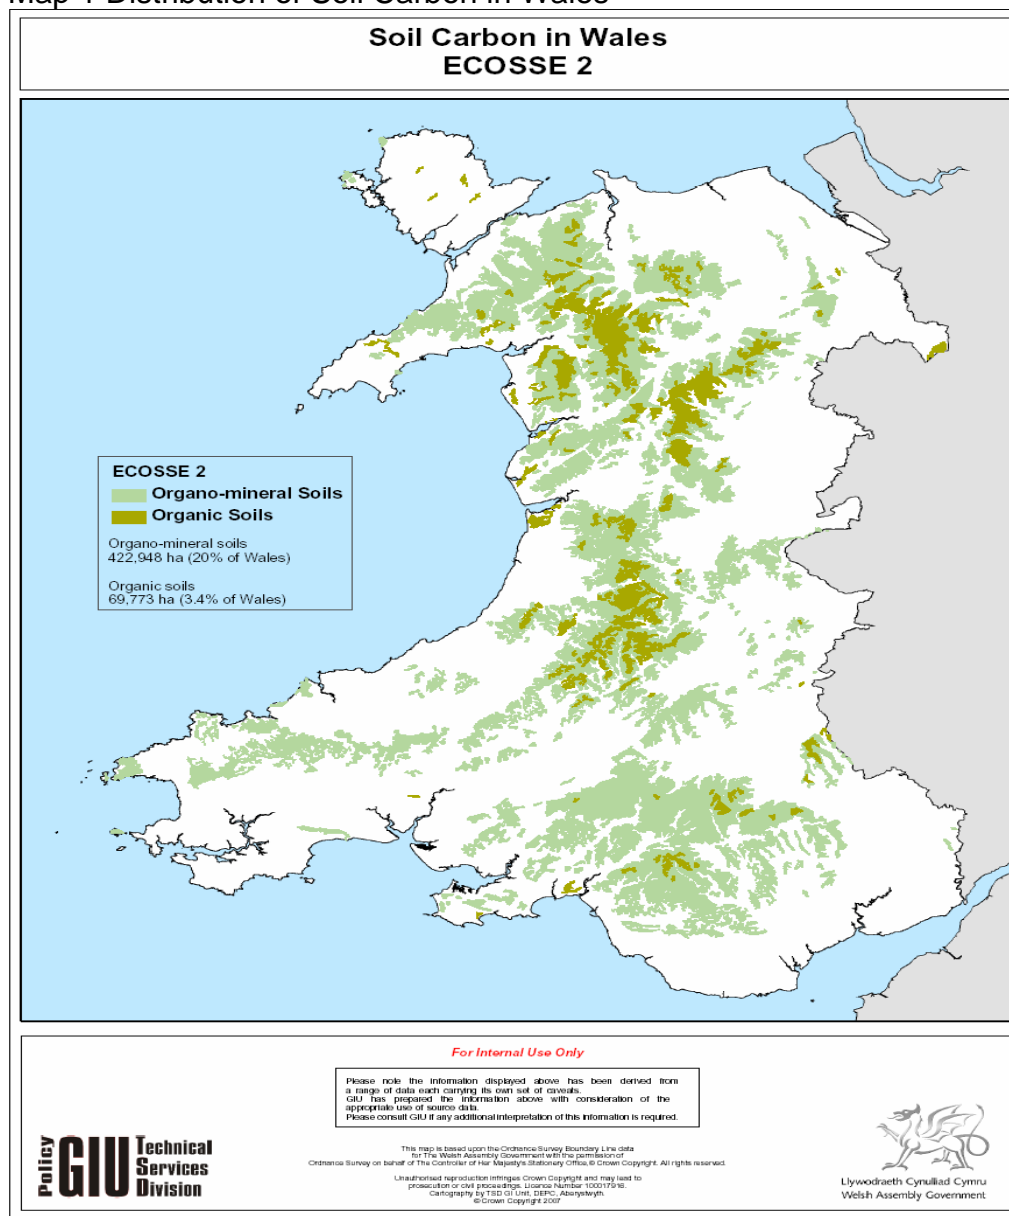 Map 1 Distribution of Soil Carbon in Wales
Soil Carbon in Wales
ECOSSE 2
ECOSSE 2
Organo-mineral Soils
Organic Soils
Organo-mineral soils
422,948 ha (20% of Wales)
Organic soils
69,773 ha (3.4% of Wales)
For Internal Use Only
Please note the information displayed above has been derived from
a range of data each carrying its own set of caveats.
GIU has prepared the information above with consideration of the
appropriate use of source data.
Please consult GIU if any additional interpretation of this information is required.
Policy
GIU
Technical
Services
Division
This map is based upon the Ordnance Survey Boundary Line data
for The Welsh Assembly Government with the permission of
Ordnance Survey on behalf of The Controller of Her Majesty's Stationery Office,© Crown Copyright. All rights reserved.
Unauthorised reproduction infringes Crown Copyright and may lead to
prosecution or civil proceedings. Licence Number 100017916.
Cartography by TSD GI Unit, DEPC, Aberystwyth.
© Crown Copyright 2007
Llywodraeth Cynulliad Cymru
Welsh Assembly Government